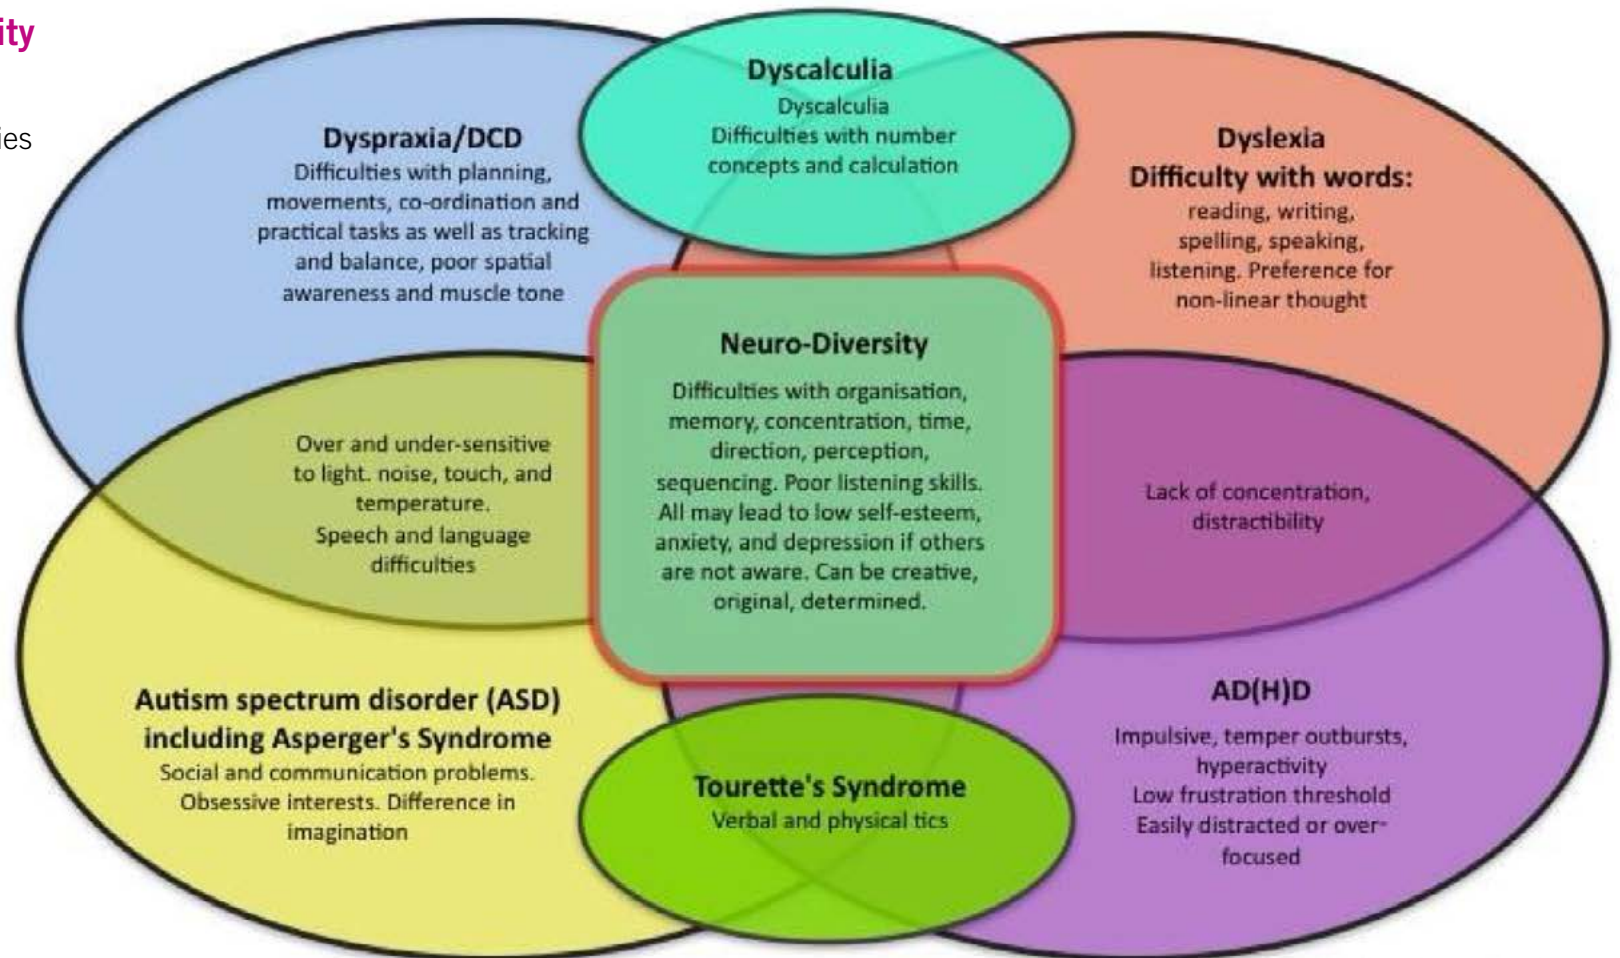 ity
ies
Dyscalculia
Dyscalculia
Difficulties with number
concepts and calculation
Dyspraxia/DCD
Difficulties with planning,
movements, co-ordination and
practical tasks as well as tracking
and balance, poor spatial
awareness and muscle tone
Dyslexia
Difficulty with words:
reading, writing,
spelling, speaking,
listening. Preference for
non-linear thought
Neuro-Diversity
Difficulties with organisation,
memory, concentration, time,
direction, perception,
sequencing. Poor listening skills.
All may lead to low self-esteem,
anxiety, and depression if others
are not aware. Can be creative,
original, determined.
Over and under-sensitive
to light. noise, touch, and
temperature.
Speech and language
difficulties
Lack of concentration,
distractibility
Autism spectrum disorder (ASD)
including Asperger's Syndrome
Social and communication problems.
Obsessive interests. Difference in
imagination
Tourette's Syndrome
Verbal and physical tics
AD(H)D
Impulsive, temper outbursts,
hyperactivity
Low frustration threshold
Easily distracted or over-
focused